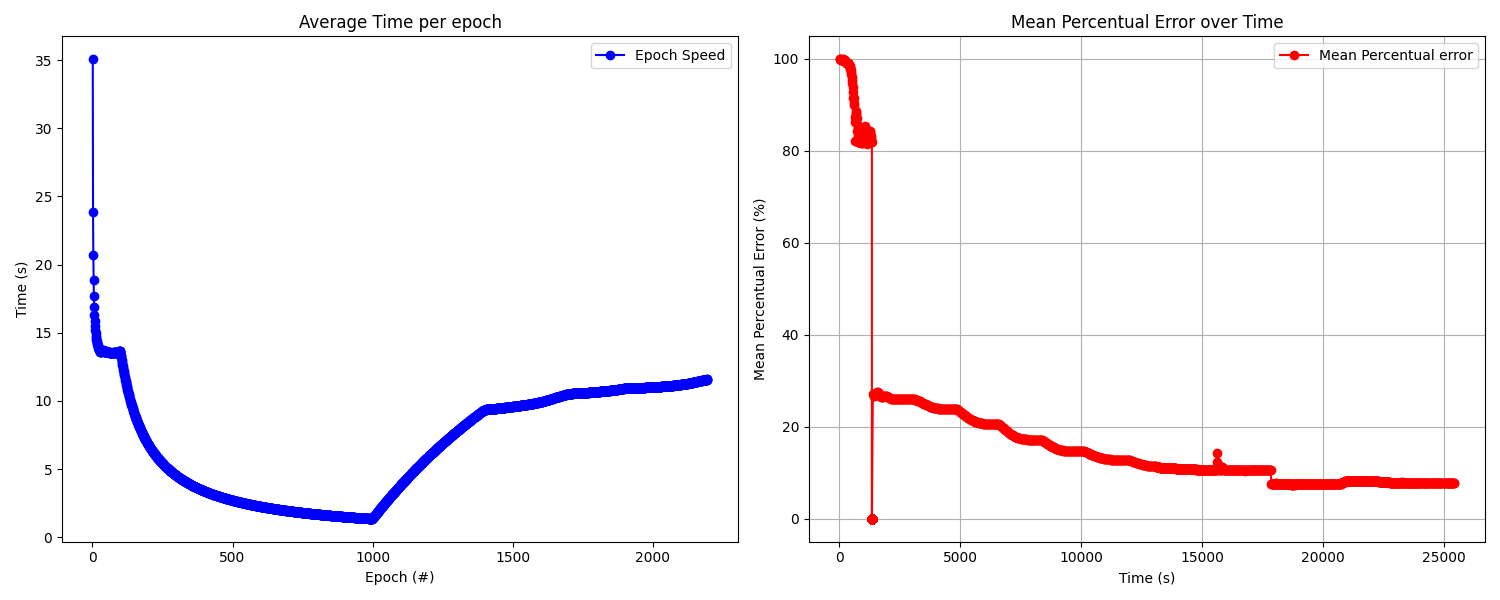 Average Time per epoch
Epoch Speed
35
30
25
20
15
10
5
0
Time (s)
0 500 1000 1500 2000
Epoch (#)
Mean Percentual Error over Time
Mean Percentual error
100
80
60
40
20
0
Mean Percentual Error (%)
0 5000 10000 15000 20000 25000
Time (s)